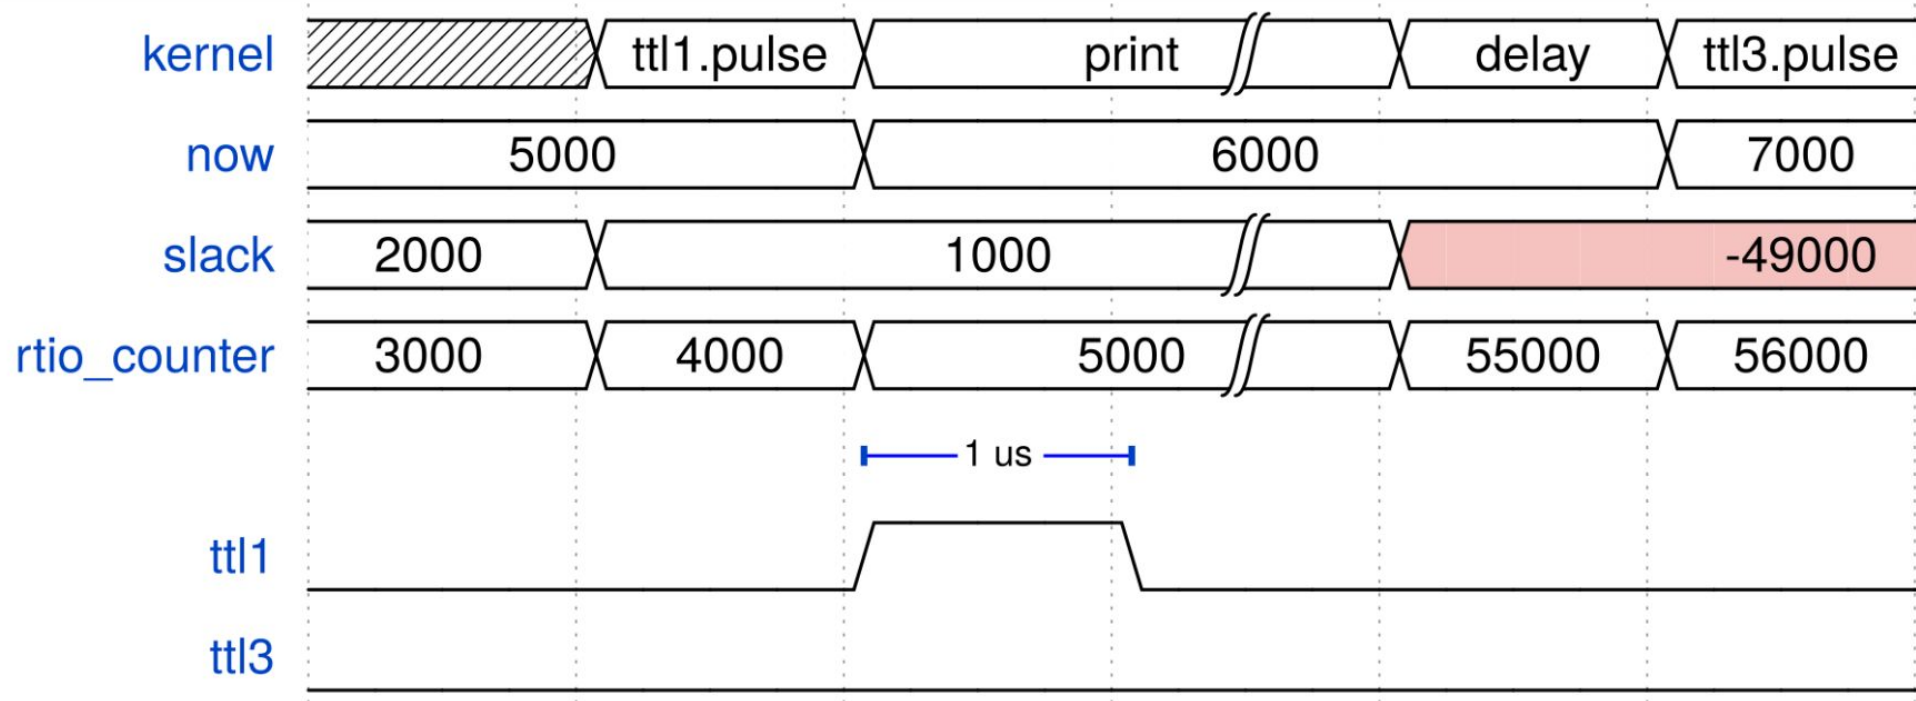 kernel ttl1.pulse print delay ttl3.pulse
now 5000 6000 7000
slack 2000 1000 -49000
rtio_counter 3000 4000 5000 55000 56000
1 us
ttl1
ttl3